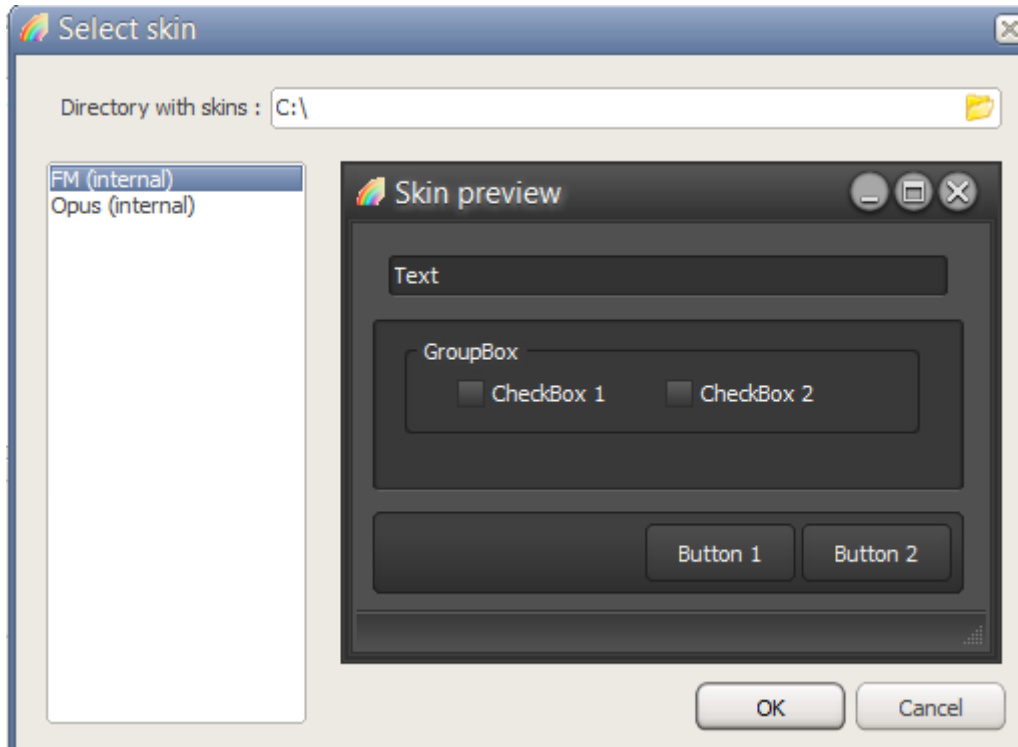 Select skin
Directory with skins : C:\
FM (internal)
Opus (internal)
Skin preview
Text
GroupBox
CheckBox 1 CheckBox 2
Button 1 Button 2
OK Cancel